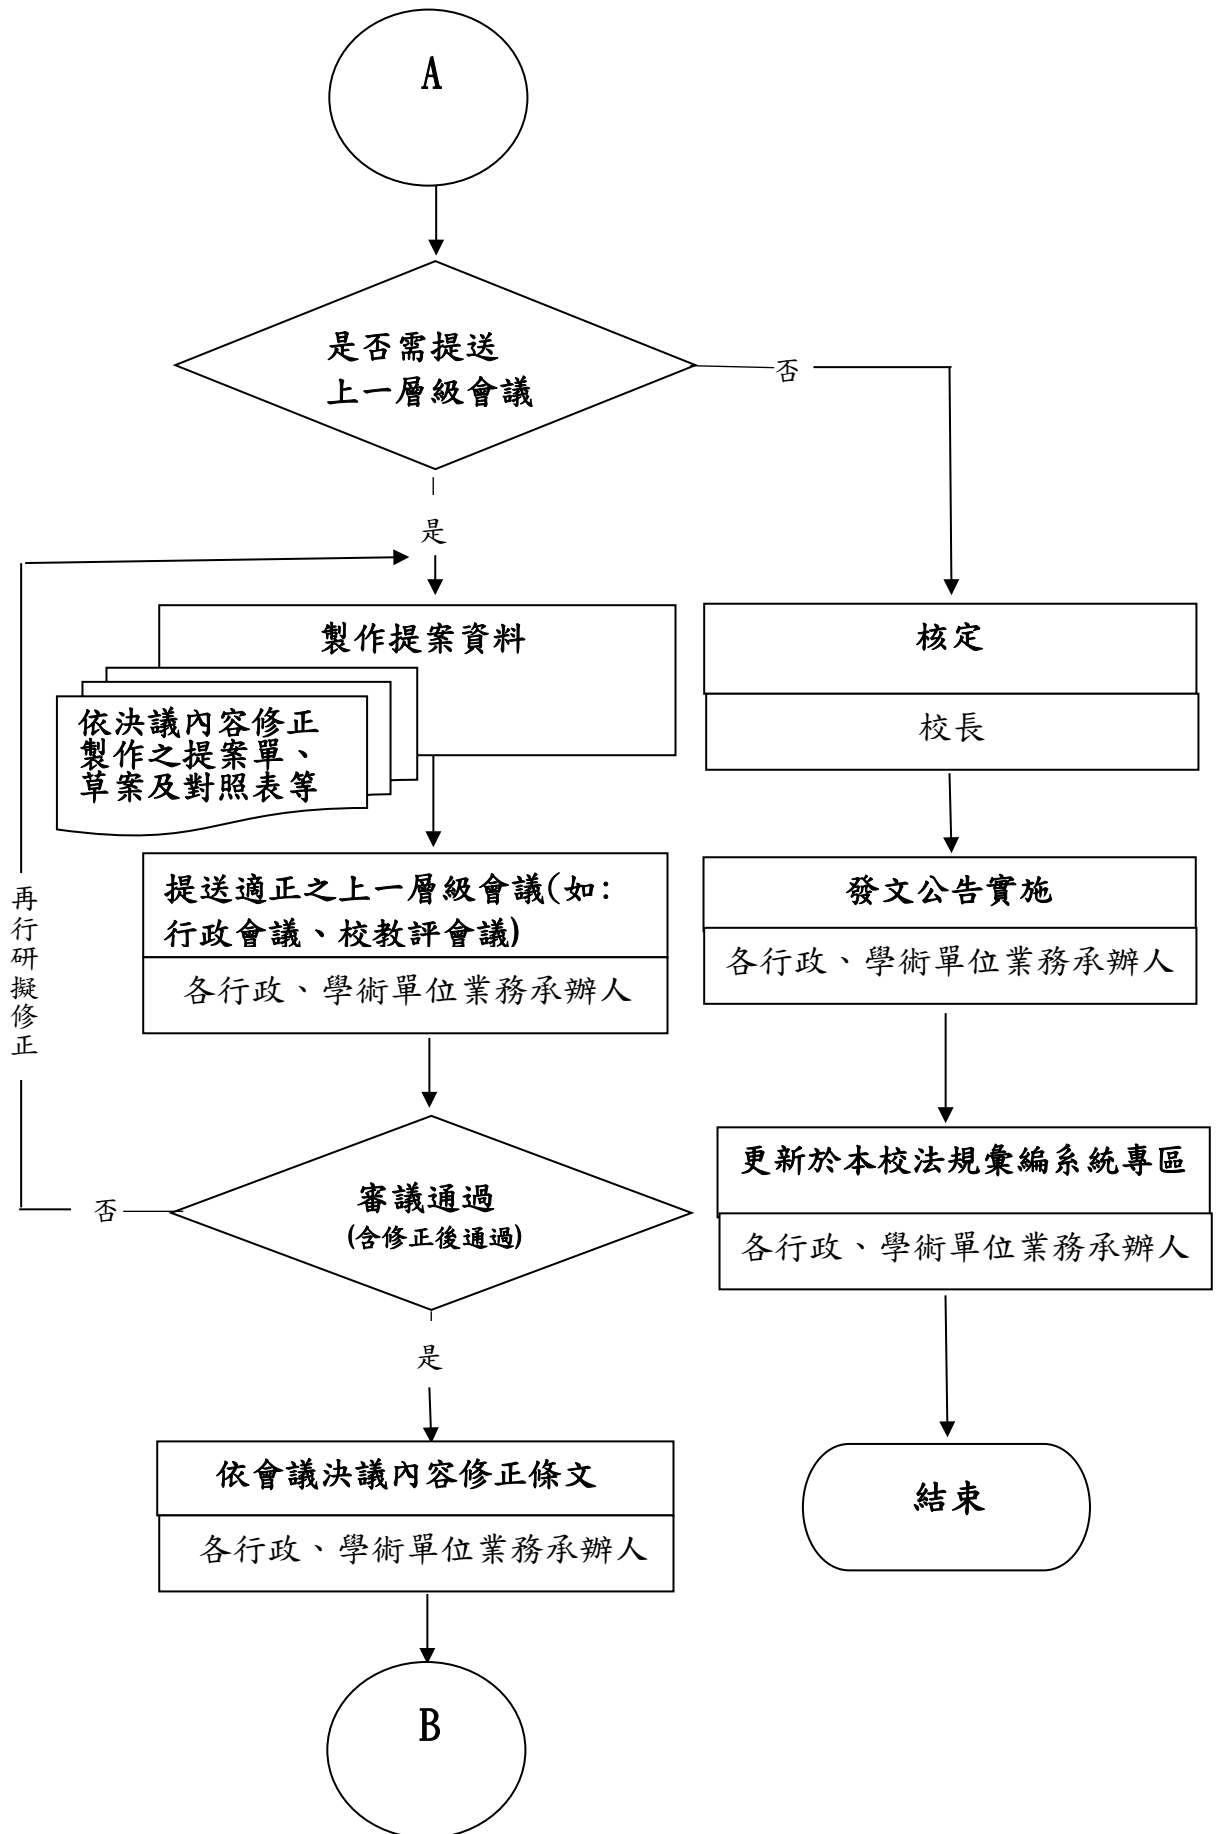 A
是否需提送
上一層級會議
否
是
製作提案資料
依決議內容修正
製作之提案單、
草案及對照表等
提送適正之上一層級會議(如:
行政會議、校教評會議)
各行政、學術單位業務承辦人
再行研擬修正
審議通過
(含修正後通過)
否
是
依會議決議內容修正條文
各行政、學術單位業務承辦人
B
核定
校長
發文公告實施
各行政、學術單位業務承辦人
更新於本校法規彙編系統專區
各行政、學術單位業務承辦人
結束